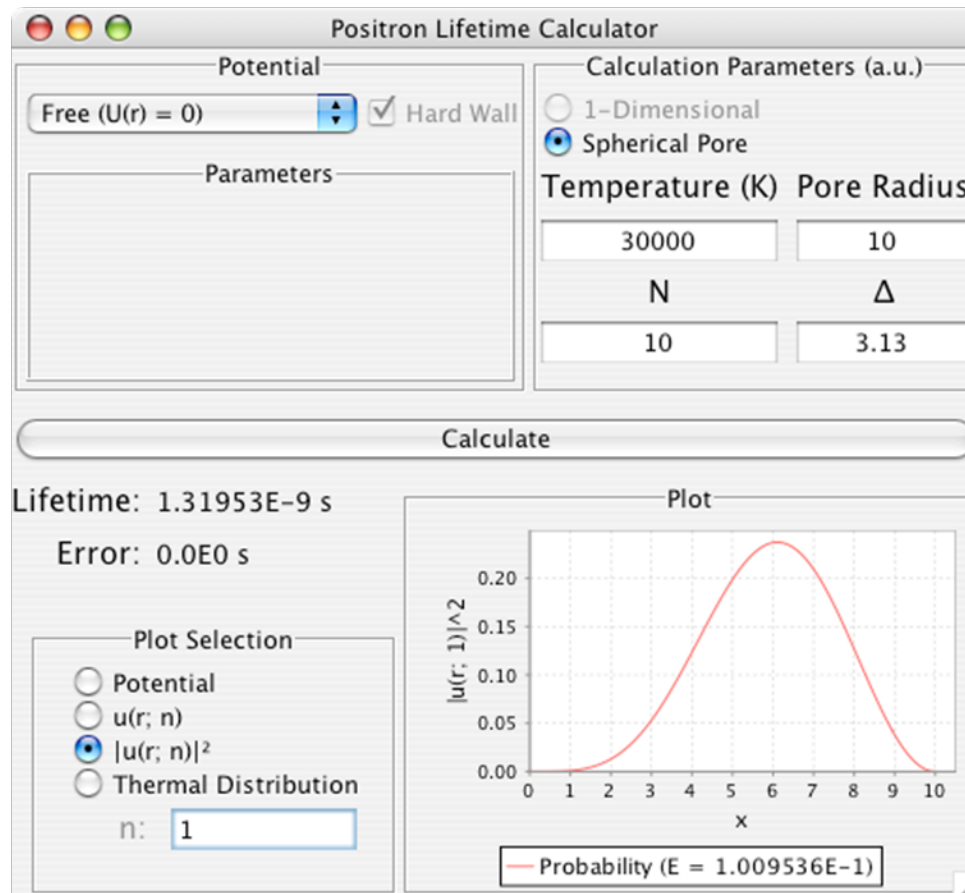 Positron Lifetime Calculator
Potential
Free (U(r) = 0)
Hard Wall
Parameters
Calculation Parameters (a.u.)
1-Dimensional
Spherical Pore
Temperature (K) Pore Radius
30000 10
N Δ
10 3.13
Calculate
Lifetime: 1.31953E-9 s
Error: 0.0E0 s
Plot Selection
Potential
u(r; n)
|u(r; n)|²
Thermal Distribution
n: 1
Plot
|u(r; 1)|^2
0.20
0.15
0.10
0.05
0.00
0 1 2 3 4 5 6 7 8 9 10
x
Probability (E = 1.009536E-1)